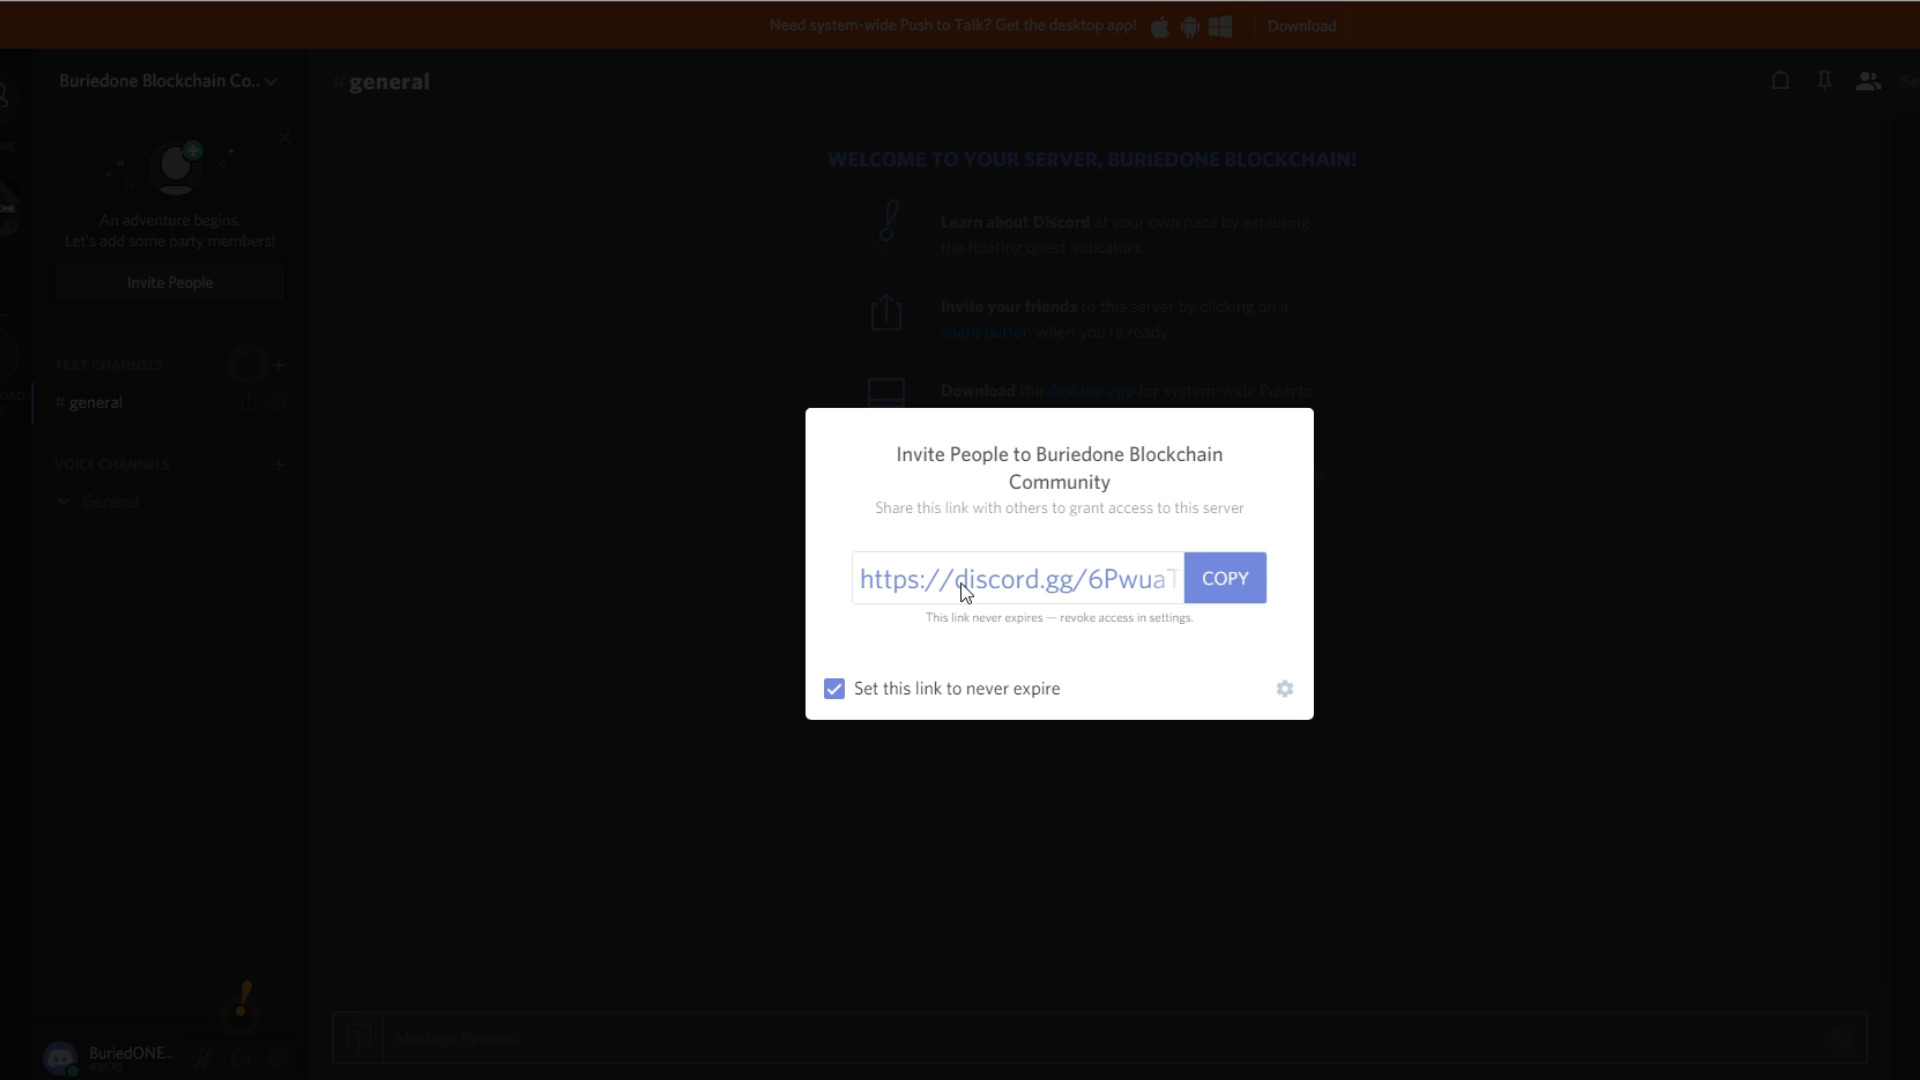 Need system-wide Push to Talk? Get the desktop app!
Download
Buriedone Blockchain Co..
#general
An adventure begins.
Let's add some party members!
Invite People
TEXT CHANNELS
# general
VOICE CHANNELS
General
WELCOME TO YOUR SERVER, BURIEDONE BLOCKCHAIN!
Learn about Discord at your own pace by exploring
the floating quest indicators.
Invite your friends to this server by clicking on a
share button when you're ready.
Download the desktop app for system-wide Push to
Invite People to Buriedone Blockchain
Community
Share this link with others to grant access to this server
https://discord.gg/6PwuaT
COPY
This link never expires — revoke access in settings.
Set this link to never expire
Message #general
BuriedONE...
#3570